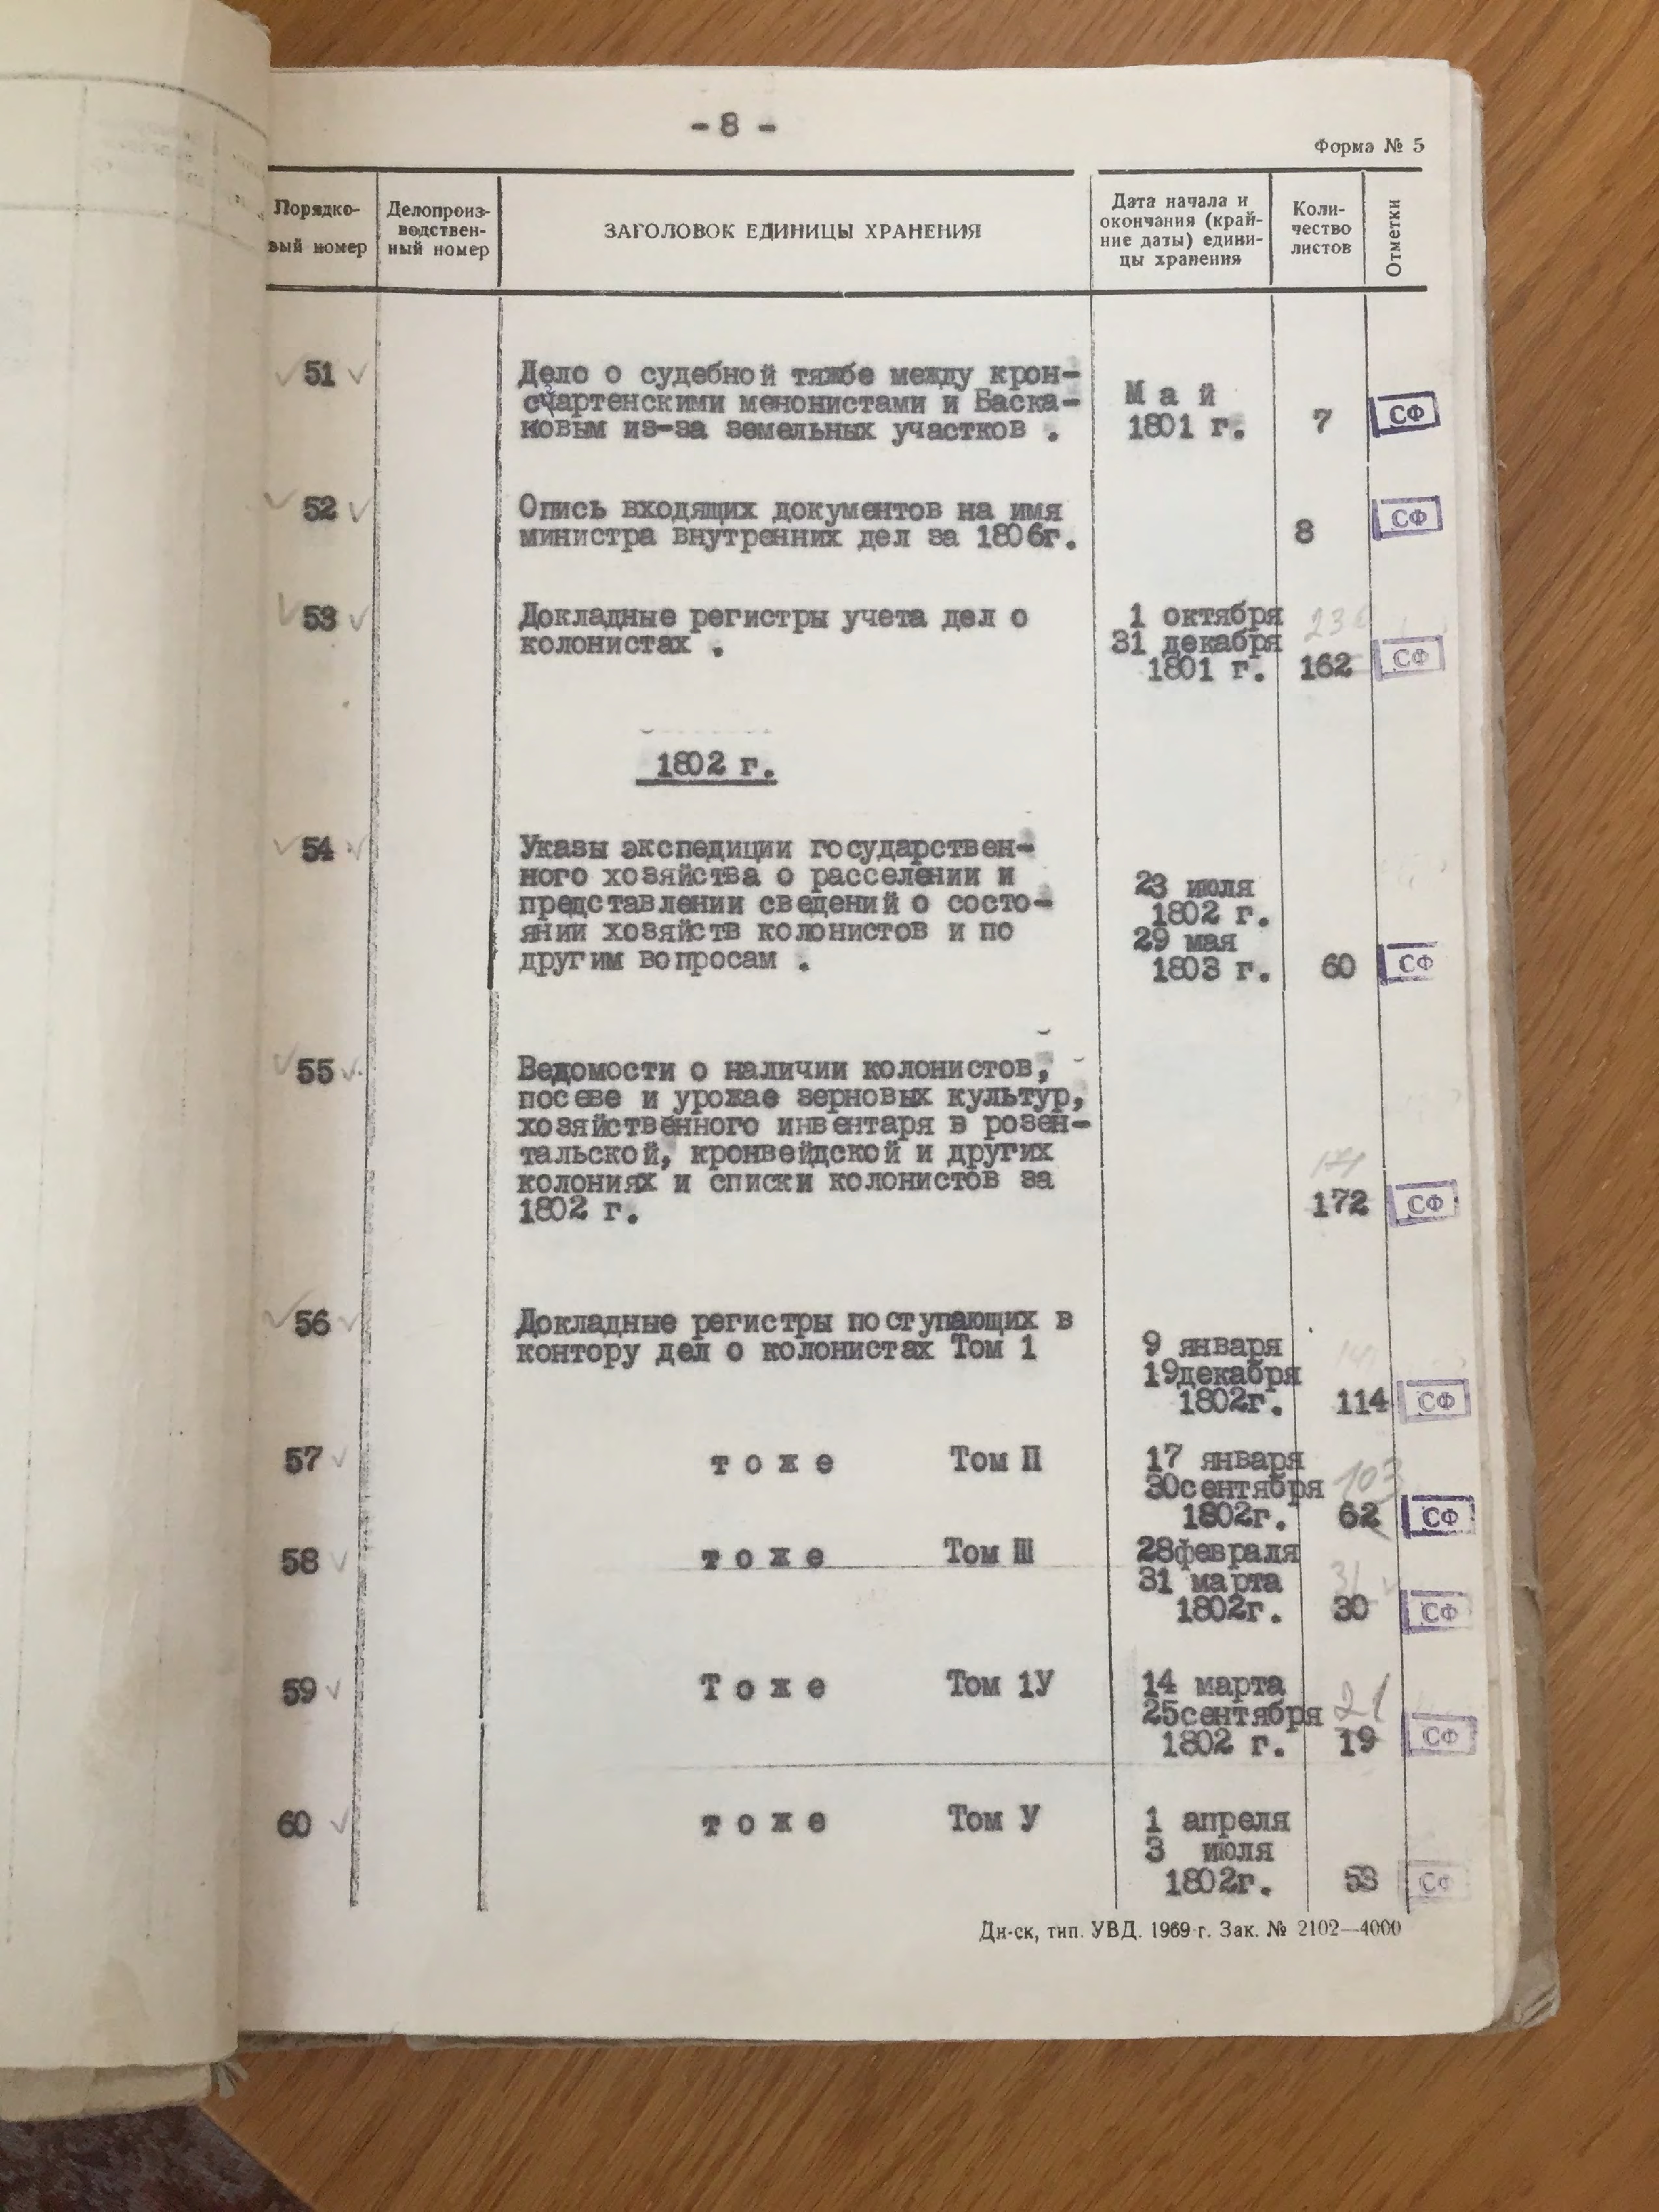 - 8 -
Форма № 5
Порядко-
вый номер
Делопроиз-
водствен-
ный номер
ЗАГОЛОВОК ЕДИНИЦЫ ХРАНЕНИЯ
Дата начала и
окончания (край-
ние даты) едини-
цы хранения
Коли-
чество
листов
Отметки
51
Дело о судебной тяжбе между крон-
сгартенскими менонистами и Баска-
ковым из-за земельных участков .
М а й
1801 г.
7
СФ
52
Опись входящих документов на имя
министра внутренних дел за 1806г.
8
СФ
53
Докладные регистры учета дел о
колонистах .
1 октября
31 декабря
1801 г.
162
СФ
1802 г.
54
Указы экспедиции государствен-
ного хозяйства о расселении и
представлении сведений о состо-
янии хозяйств колонистов и по
другим вопросам .
23 июля
1802 г.
29 мая
1803 г.
60
СФ
55
Ведомости о наличии колонистов,
посеве и урожае зерновых культур,
хозяйственного инвентаря в розен-
тальской, кронвейдской и других
колониях и списки колонистов за
1802 г.
171
172
СФ
56
Докладные регистры поступающих в
контору дел о колонистах Том 1
9 января
19декабря
1802г.
114
СФ
57
т о ж е Том П
17 января
30сентября
1802г.
103
62
СФ
58
т о ж е Том Ш
28февраля
31 марта
1802г.
31
30
СФ
59
Т о ж е Том 1У
14 марта
25сентября
1802 г.
21
19
СФ
60
т о ж е Том У
1 апреля
3 июля
1802г.
53
СФ
Дн-ск, тип. УВД. 1969 г. Зак. № 2102—4000